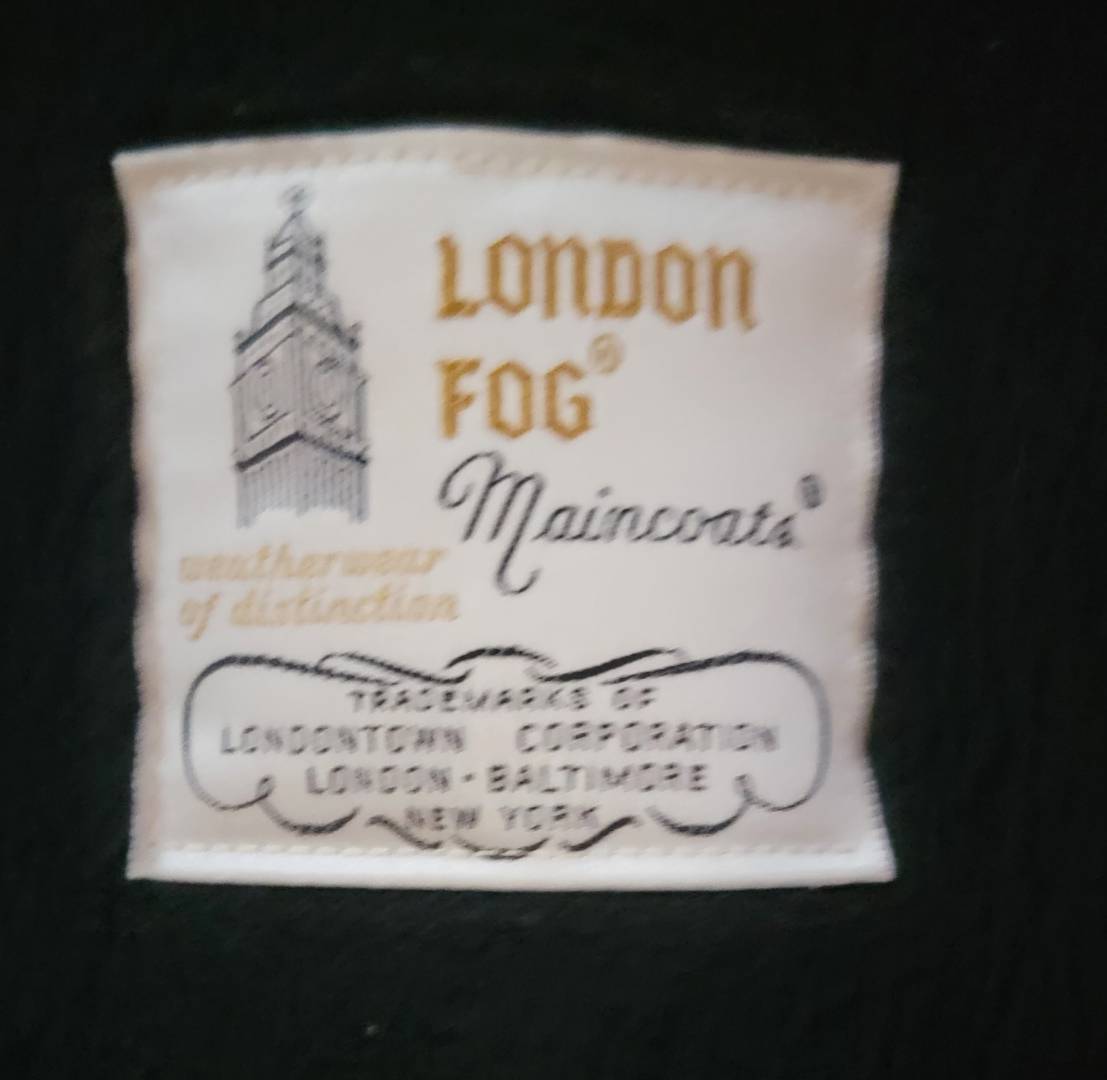 LONDON
FOG®
Maincoats®
weatherwear
of distinction
TRADEMARKS OF
LONDONTOWN CORPORATION
LONDON - BALTIMORE
NEW YORK